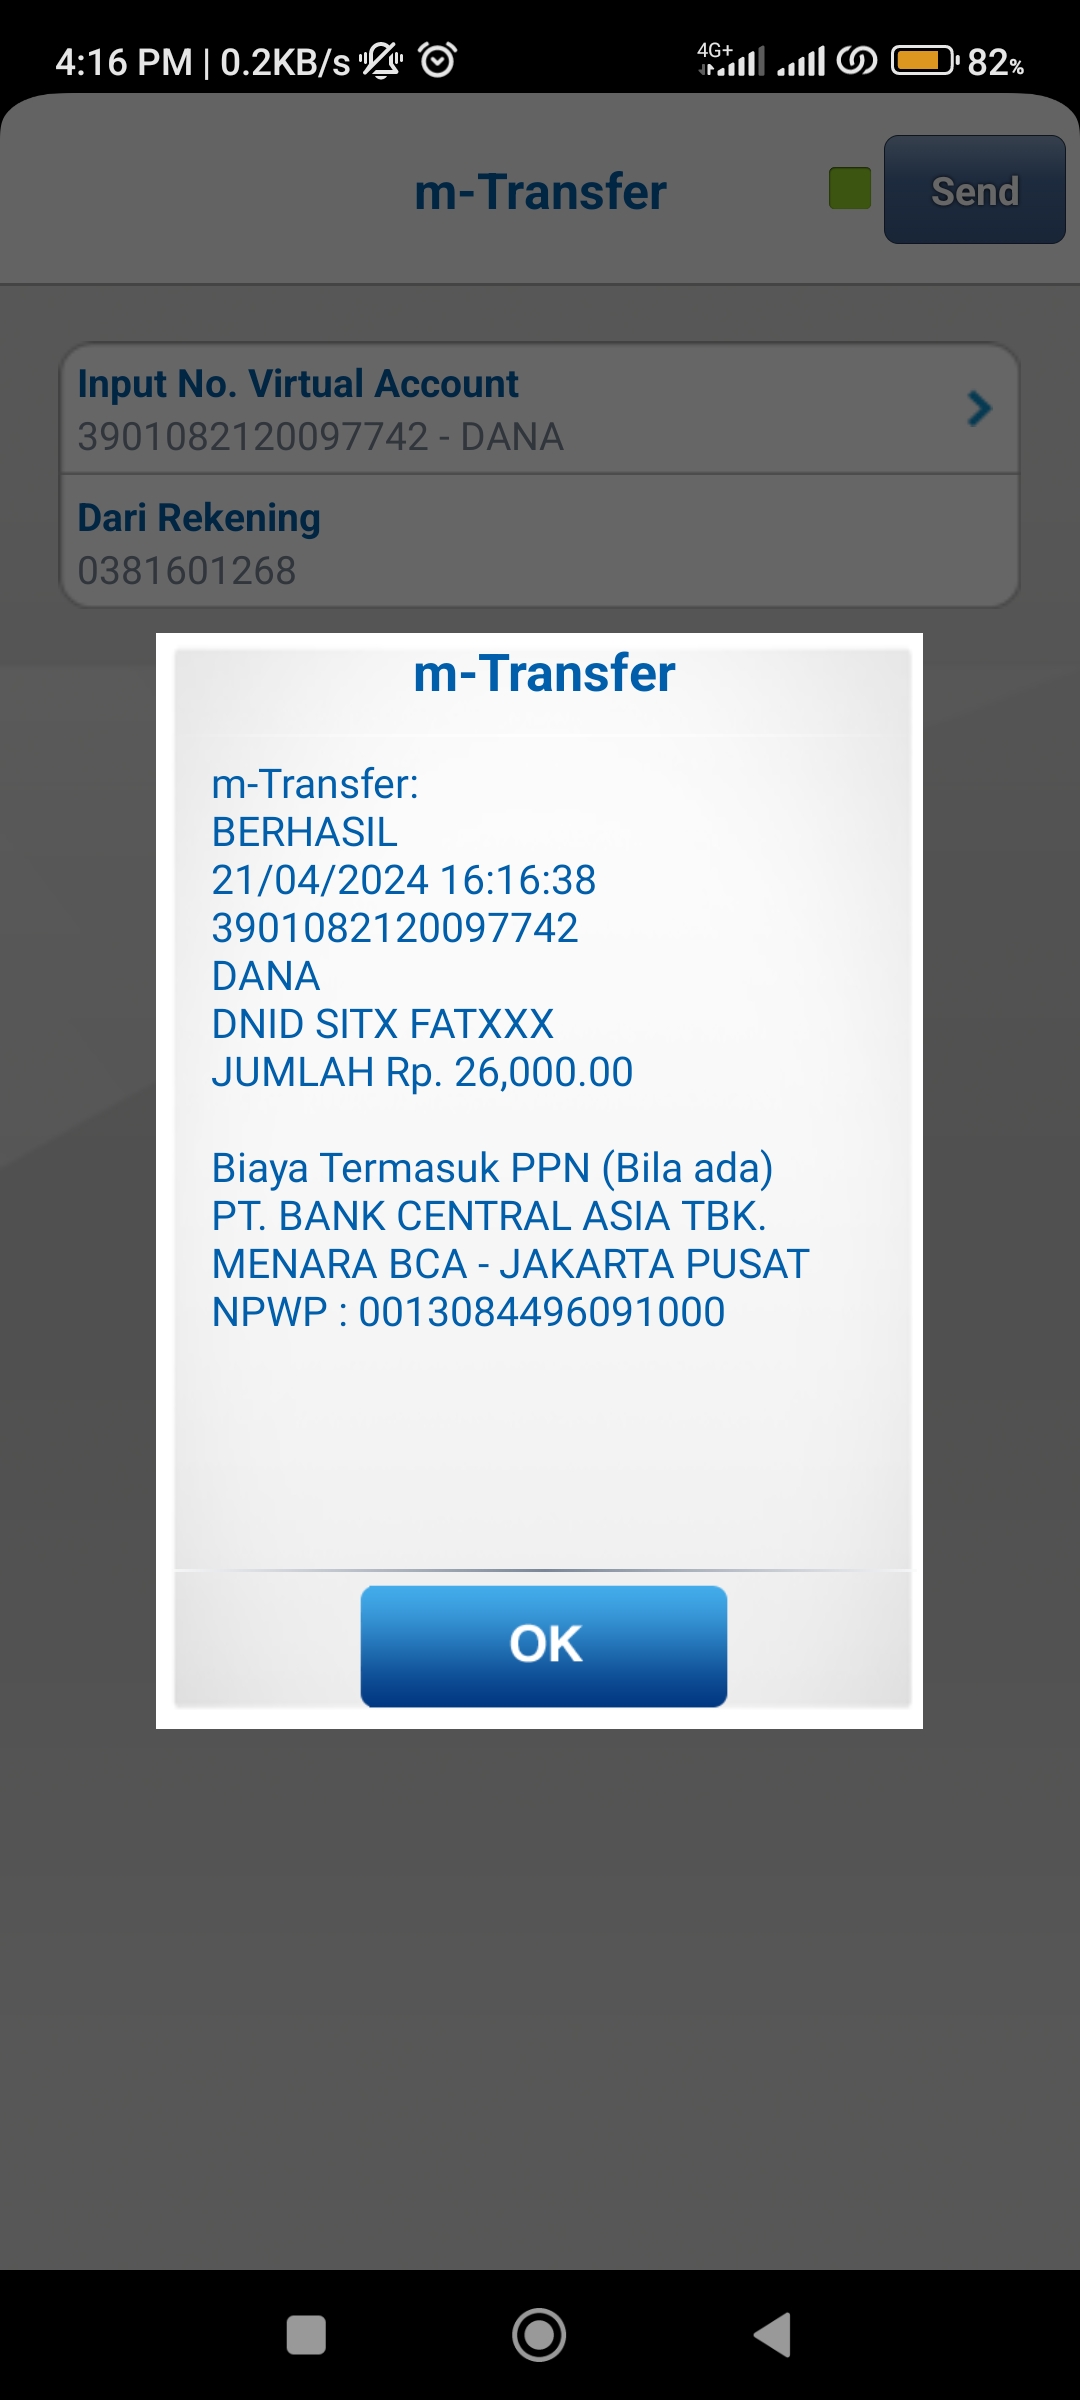 4:16 PM | 0.2KB/s
4G+
82%
m-Transfer
Send
Input No. Virtual Account
3901082120097742 - DANA
Dari Rekening
0381601268
m-Transfer
m-Transfer:
BERHASIL
21/04/2024 16:16:38
3901082120097742
DANA
DNID SITX FATXXX
JUMLAH Rp. 26,000.00
Biaya Termasuk PPN (Bila ada)
PT. BANK CENTRAL ASIA TBK.
MENARA BCA - JAKARTA PUSAT
NPWP : 0013084496091000
OK